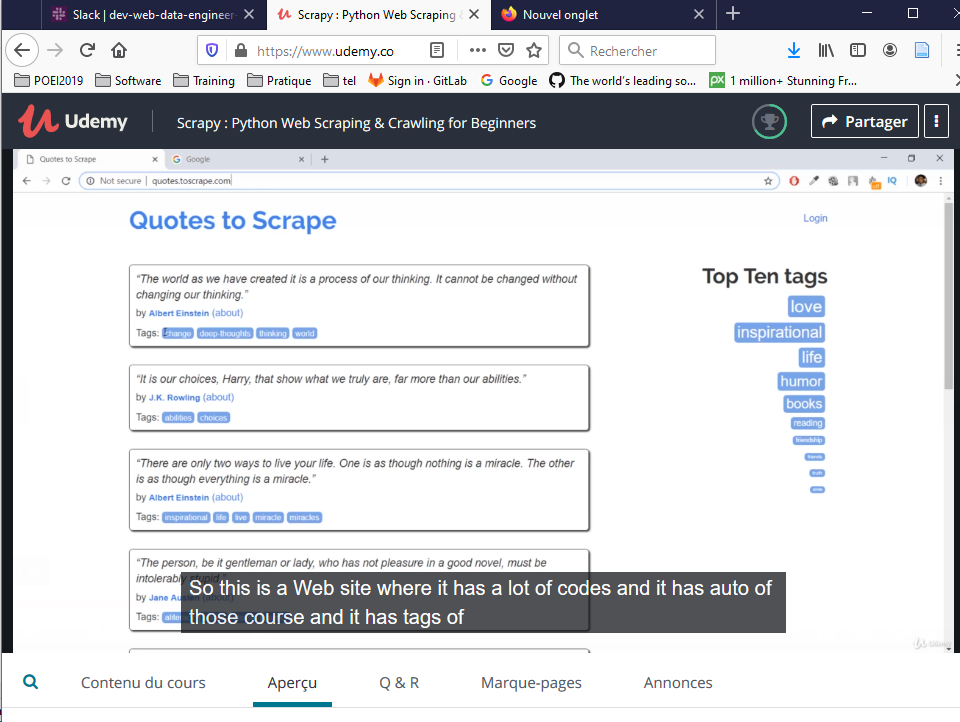 Slack | dev-web-data-engineer
Scrapy : Python Web Scraping &
Nouvel onglet
https://www.udemy.co
Rechercher
POEI2019 Software Training Pratique tel Sign in · GitLab Google The world's leading so... px 1 million+ Stunning Fr...
Udemy
Scrapy : Python Web Scraping & Crawling for Beginners
Partager
Quotes to Scrape
Google
Not secure | quotes.toscrape.com
IQ
Quotes to Scrape
Login
“The world as we have created it is a process of our thinking. It cannot be changed without
changing our thinking.”
by Albert Einstein (about)
Tags: change deep-thoughts thinking world
“It is our choices, Harry, that show what we truly are, far more than our abilities.”
by J.K. Rowling (about)
Tags: abilities choices
“There are only two ways to live your life. One is as though nothing is a miracle. The other
is as though everything is a miracle.”
by Albert Einstein (about)
Tags: inspirational life live miracle miracles
“The person, be it gentleman or lady, who has not pleasure in a good novel, must be
intolerably stupid.”
by Jane Austen (about)
Tags:
Top Ten tags
love
inspirational
life
humor
books
reading
friendship
friends
truth
So this is a Web site where it has a lot of codes and it has auto of
those course and it has tags of
Udemy
Contenu du cours
Aperçu
Q & R
Marque-pages
Annonces